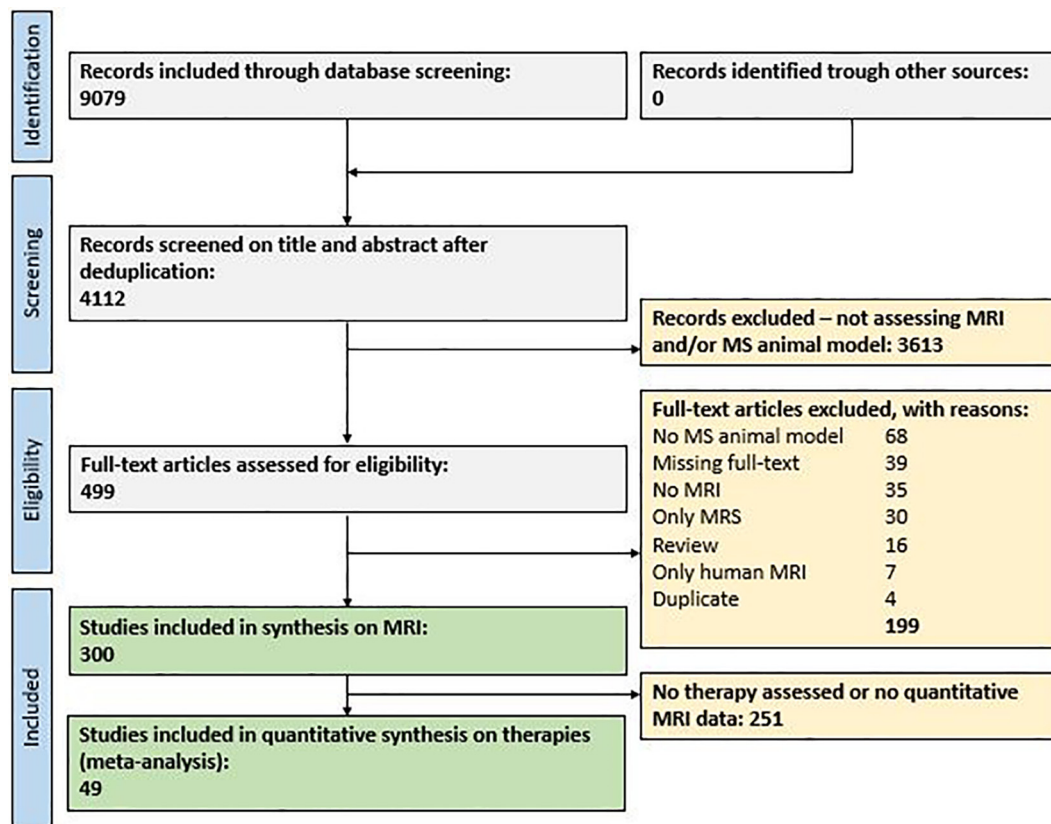 Identification
Records included through database screening:
9079
Records identified trough other sources:
0
Screening
Records screened on title and abstract after
deduplication:
4112
Records excluded – not assessing MRI
and/or MS animal model: 3613
Eligibility
Full-text articles assessed for eligibility:
499
Full-text articles excluded, with reasons:
No MS animal model 68
Missing full-text 39
No MRI 35
Only MRS 30
Review 16
Only human MRI 7
Duplicate 4
199
Included
Studies included in synthesis on MRI:
300
No therapy assessed or no quantitative
MRI data: 251
Studies included in quantitative synthesis on therapies
(meta-analysis):
49